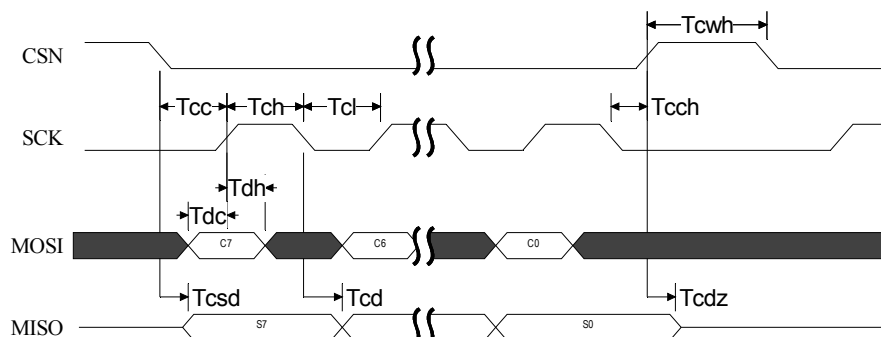 Tcwh
CSN
Tcc Tch Tcl Tcch
SCK
Tdh
Tdc
MOSI C7 C6 C0
Tcsd Tcd Tcdz
MISO S7 S0